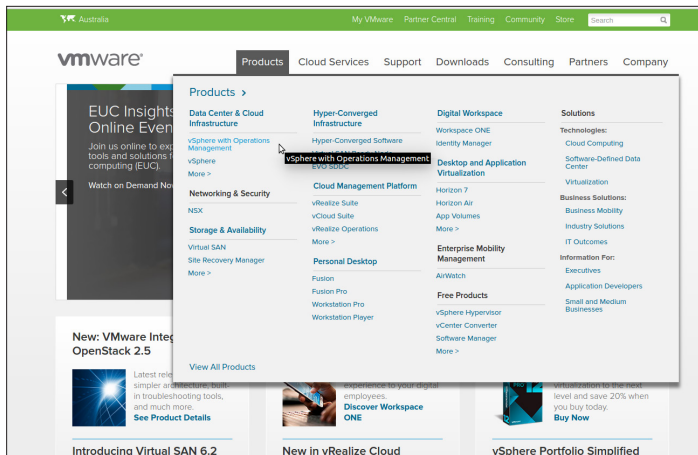 Australia
My VMware Partner Central Training Community Store Search
vmware®
Products Cloud Services Support Downloads Consulting Partners Company
EUC Insights
Online Even
Join us online to exp
tools and solutions f
computing (EUC).
Watch on Demand Now
Products >
Data Center & Cloud
Infrastructure
vSphere with Operations
Management
vSphere
More >
Networking & Security
NSX
Storage & Availability
Virtual SAN
Site Recovery Manager
More >
View All Products
Hyper-Converged
Infrastructure
Hyper-Converged Software
vSphere with Operations Management
EVO SDDC
Cloud Management Platform
vRealize Suite
vCloud Suite
vRealize Operations
More >
Personal Desktop
Fusion
Fusion Pro
Workstation Pro
Workstation Player
Digital Workspace
Workspace ONE
Identity Manager
Desktop and Application
Virtualization
Horizon 7
Horizon Air
App Volumes
More >
Enterprise Mobility
Management
AirWatch
Free Products
vSphere Hypervisor
vCenter Converter
Software Manager
More >
Solutions
Technologies:
Cloud Computing
Software-Defined Data
Center
Virtualization
Business Solutions:
Business Mobility
Industry Solutions
IT Outcomes
Information For:
Executives
Application Developers
Small and Medium
Businesses
New: VMware Integ
OpenStack 2.5
Latest rele
simpler architecture, built-
in troubleshooting tools,
and much more.
See Product Details
experience to your digital
employees.
Discover Workspace
ONE
PRO
virtualization to the next
level and save 20% when
you buy today.
Buy Now
Introducing Virtual SAN 6.2
New in vRealize Cloud
vSphere Portfolio Simplified